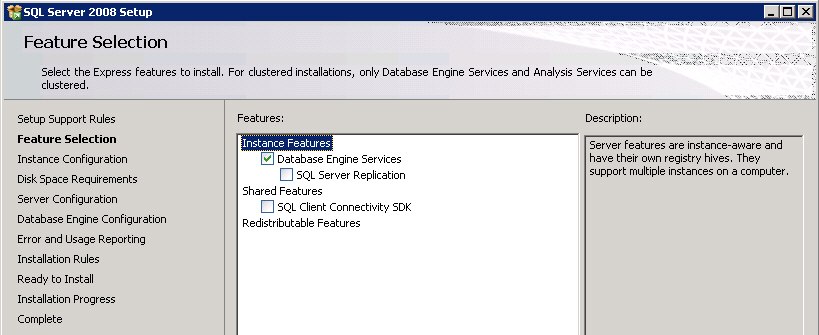 SQL Server 2008 Setup
Feature Selection
Select the Express features to install. For clustered installations, only Database Engine Services and Analysis Services can be
clustered.
Setup Support Rules
Feature Selection
Instance Configuration
Disk Space Requirements
Server Configuration
Database Engine Configuration
Error and Usage Reporting
Installation Rules
Ready to Install
Installation Progress
Complete
Features:
Instance Features
Database Engine Services
SQL Server Replication
Shared Features
SQL Client Connectivity SDK
Redistributable Features
Description:
Server features are instance-aware and
have their own registry hives. They
support multiple instances on a computer.